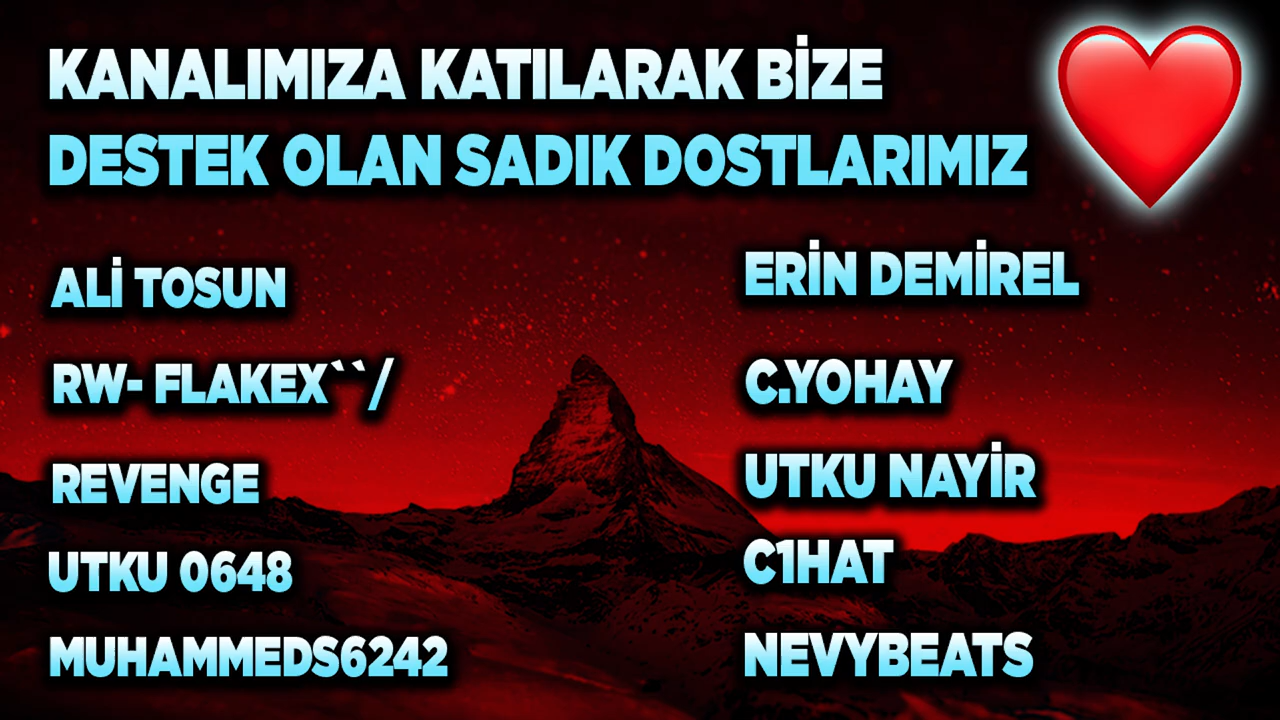 KANALIMIZA KATILARAK BİZE
DESTEK OLAN SADIK DOSTLARIMIZ
ALİ TOSUN
RW- FLAKEX``/
REVENGE
UTKU 0648
MUHAMMEDS6242
ERİN DEMİREL
C.YOHAY
UTKU NAYİR
C1HAT
NEVYBEATS